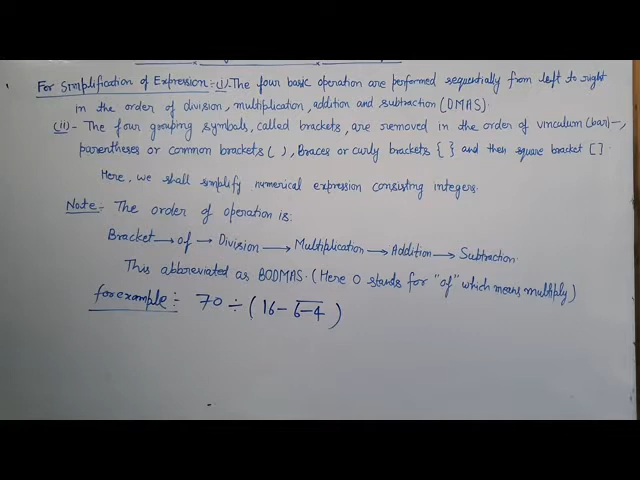 For Simplification of Expression:- (i). The four basic operation are performed sequentially from left to right
in the order of division, multiplication, addition and subtraction (DMAS).
(ii)- The four grouping symbols, called brackets, are removed in the order of vinculum (bar)—,
parentheses or common brackets ( ), Braces or curly brackets { } and then square bracket [ ].
Here, we shall simplify numerical expression consisting integers.
Note:- The order of operation is:
Bracket → of → Division → Multiplication → Addition → Subtraction.
This abbreviated as BODMAS. (Here O stands for "of" which means multiply)
for example:- 70 ÷ (16 - 6̅-̅4̅)